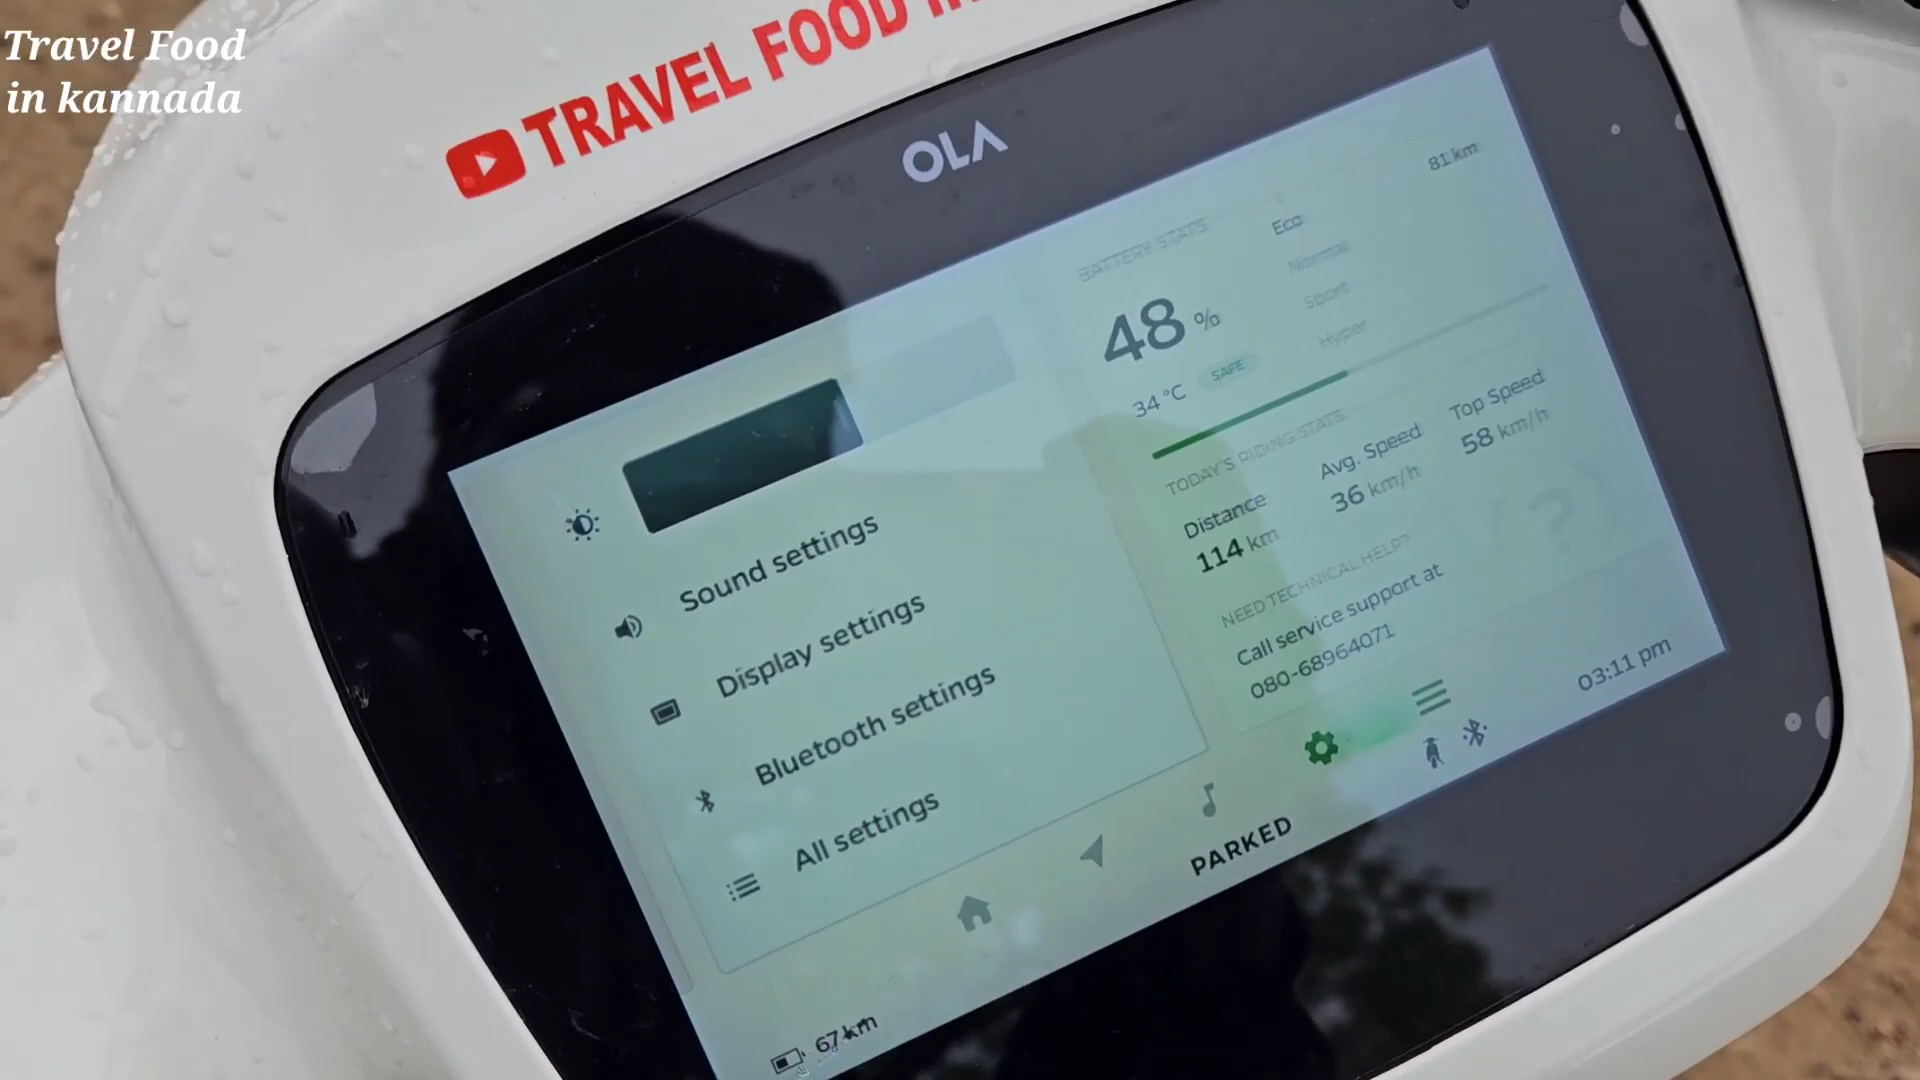 Travel Food
in kannada
TRAVEL FOOD
OLA
81 km
BATTERY STATS
Eco
Normal
48 %
Sport
Hyper
34°C SAFE
TODAY'S RIDING STATS
Distance
114 km
Avg. Speed
36 km/h
Top Speed
58 km/h
NEED TECHNICAL HELP?
Call service support at
080-68964071
Sound settings
Display settings
Bluetooth settings
All settings
03:11 pm
PARKED
67 km